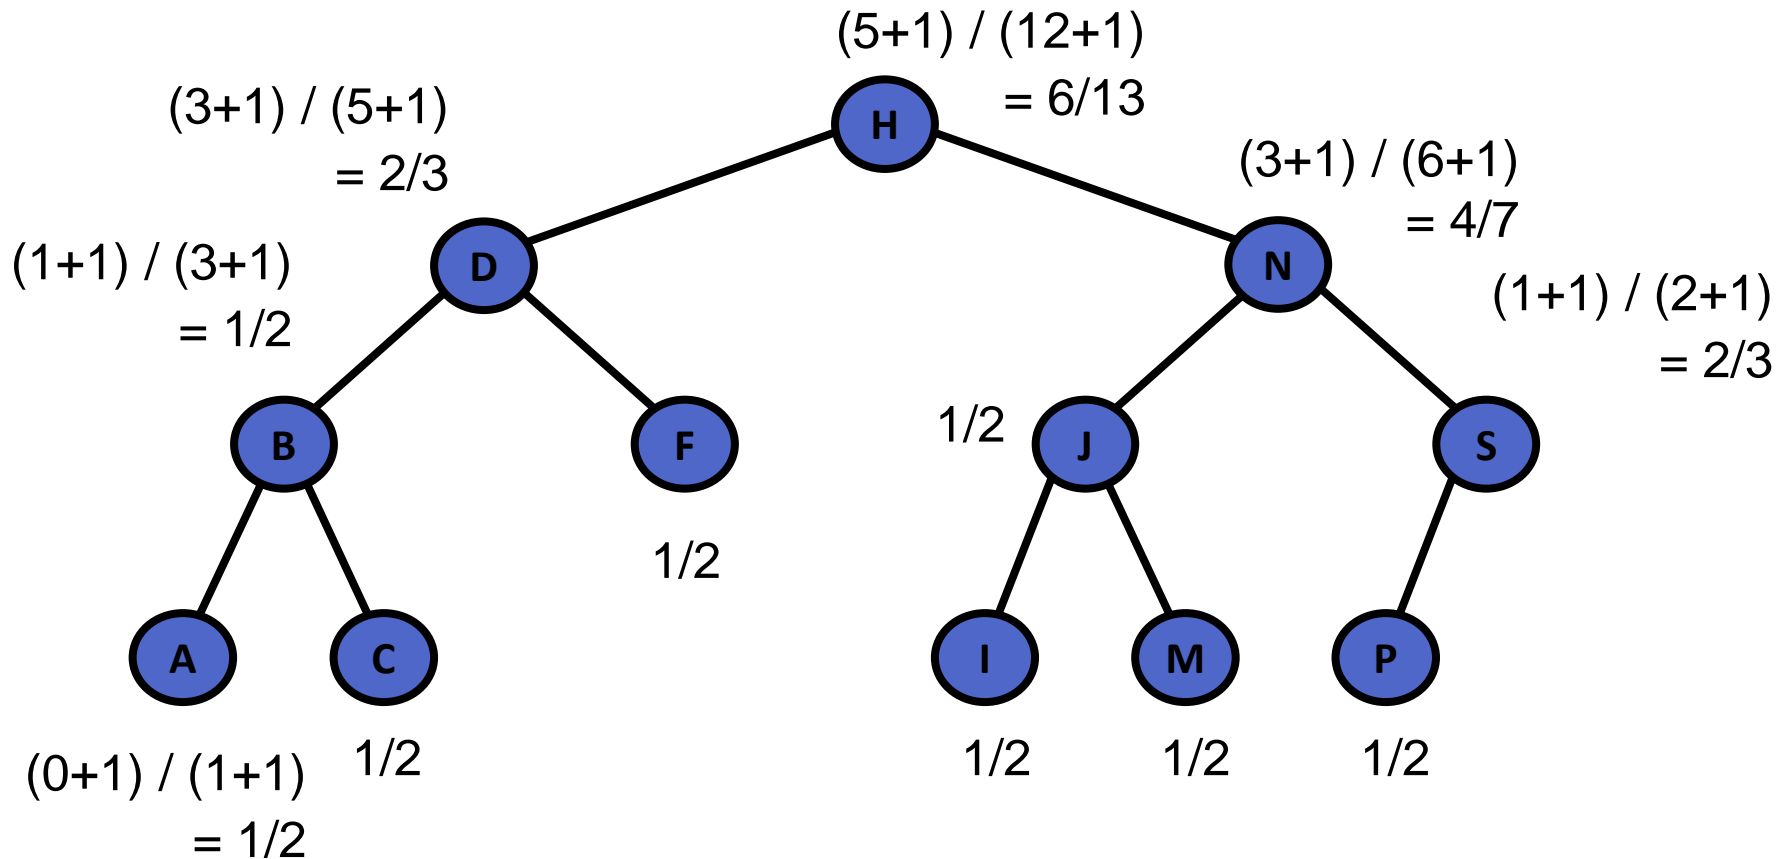 (5+1) / (12+1)
= 6/13
H
(3+1) / (5+1)
= 2/3
D
(3+1) / (6+1)
= 4/7
N
(1+1) / (3+1)
= 1/2
B
F
1/2
1/2
J
(1+1) / (2+1)
= 2/3
S
A
C
I
M
P
(0+1) / (1+1)
= 1/2
1/2
1/2
1/2
1/2